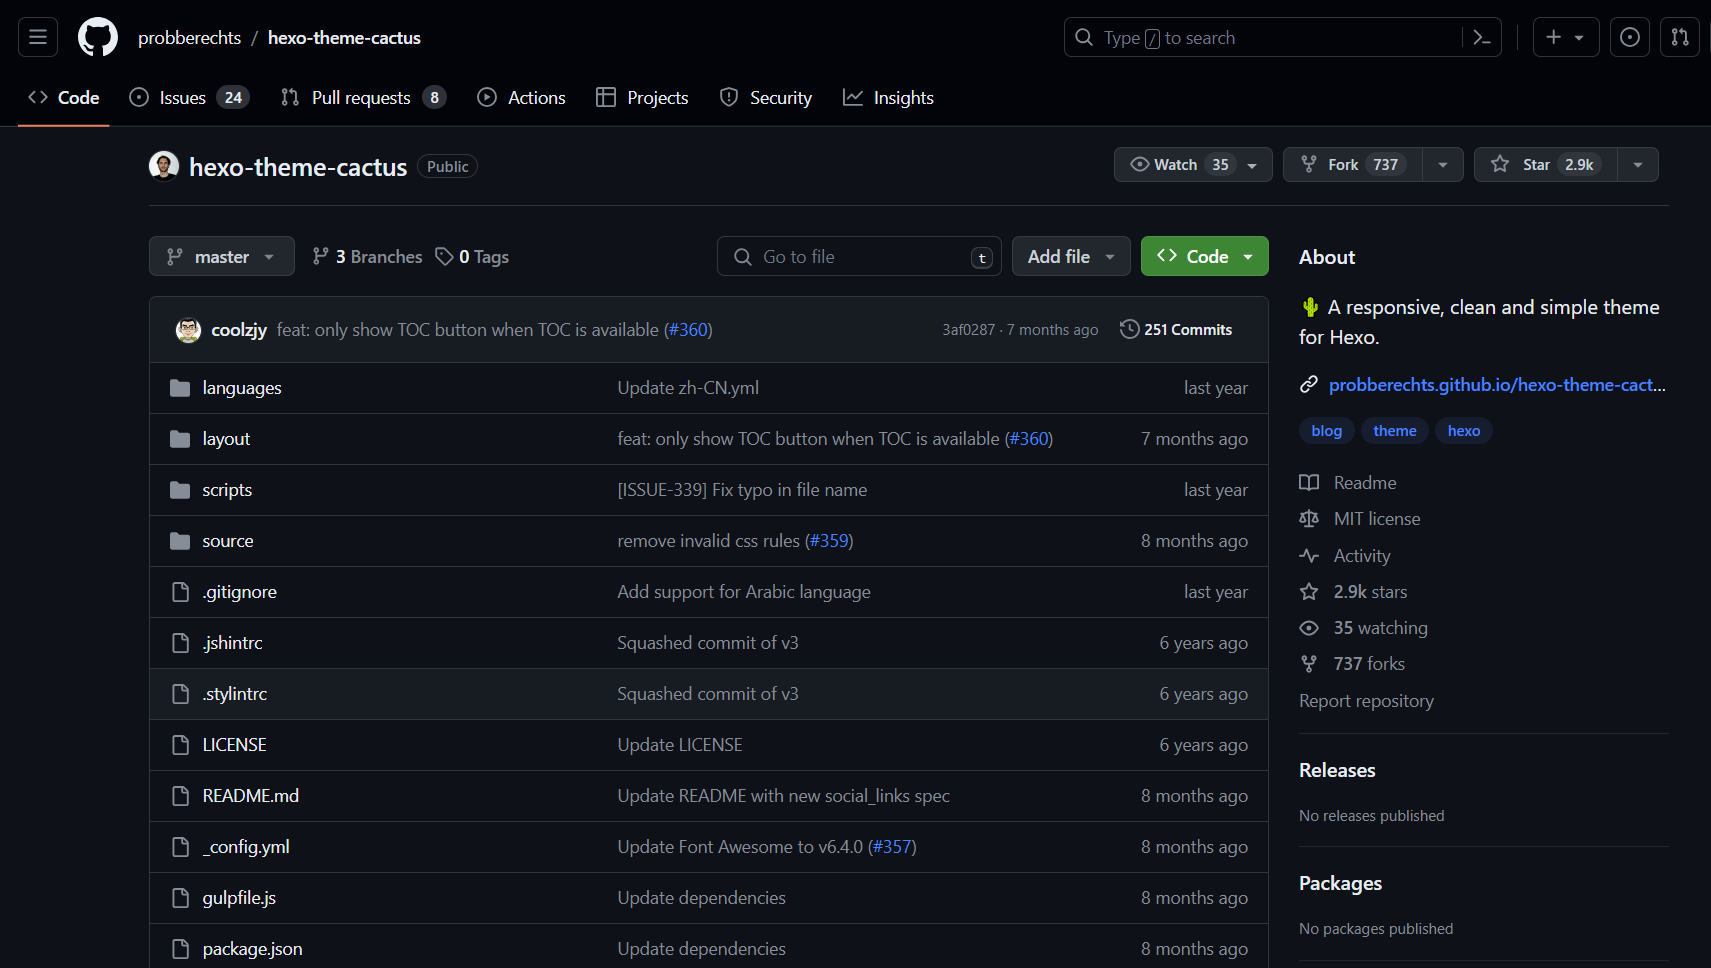 probberechts / hexo-theme-cactus
Type / to search
Code Issues 24 Pull requests 8 Actions Projects Security Insights
hexo-theme-cactus Public
Watch 35 Fork 737 Star 2.9k
master 3 Branches 0 Tags
Go to file t Add file Code
coolzjy feat: only show TOC button when TOC is available (#360) 3af0287 · 7 months ago 251 Commits
languages Update zh-CN.yml last year
layout feat: only show TOC button when TOC is available (#360) 7 months ago
scripts [ISSUE-339] Fix typo in file name last year
source remove invalid css rules (#359) 8 months ago
.gitignore Add support for Arabic language last year
.jshintrc Squashed commit of v3 6 years ago
.stylintrc Squashed commit of v3 6 years ago
LICENSE Update LICENSE 6 years ago
README.md Update README with new social_links spec 8 months ago
_config.yml Update Font Awesome to v6.4.0 (#357) 8 months ago
gulpfile.js Update dependencies 8 months ago
package.json Update dependencies 8 months ago
About
🌵 A responsive, clean and simple theme
for Hexo.
probberechts.github.io/hexo-theme-cact...
blog theme hexo
Readme
MIT license
Activity
2.9k stars
35 watching
737 forks
Report repository
Releases
No releases published
Packages
No packages published